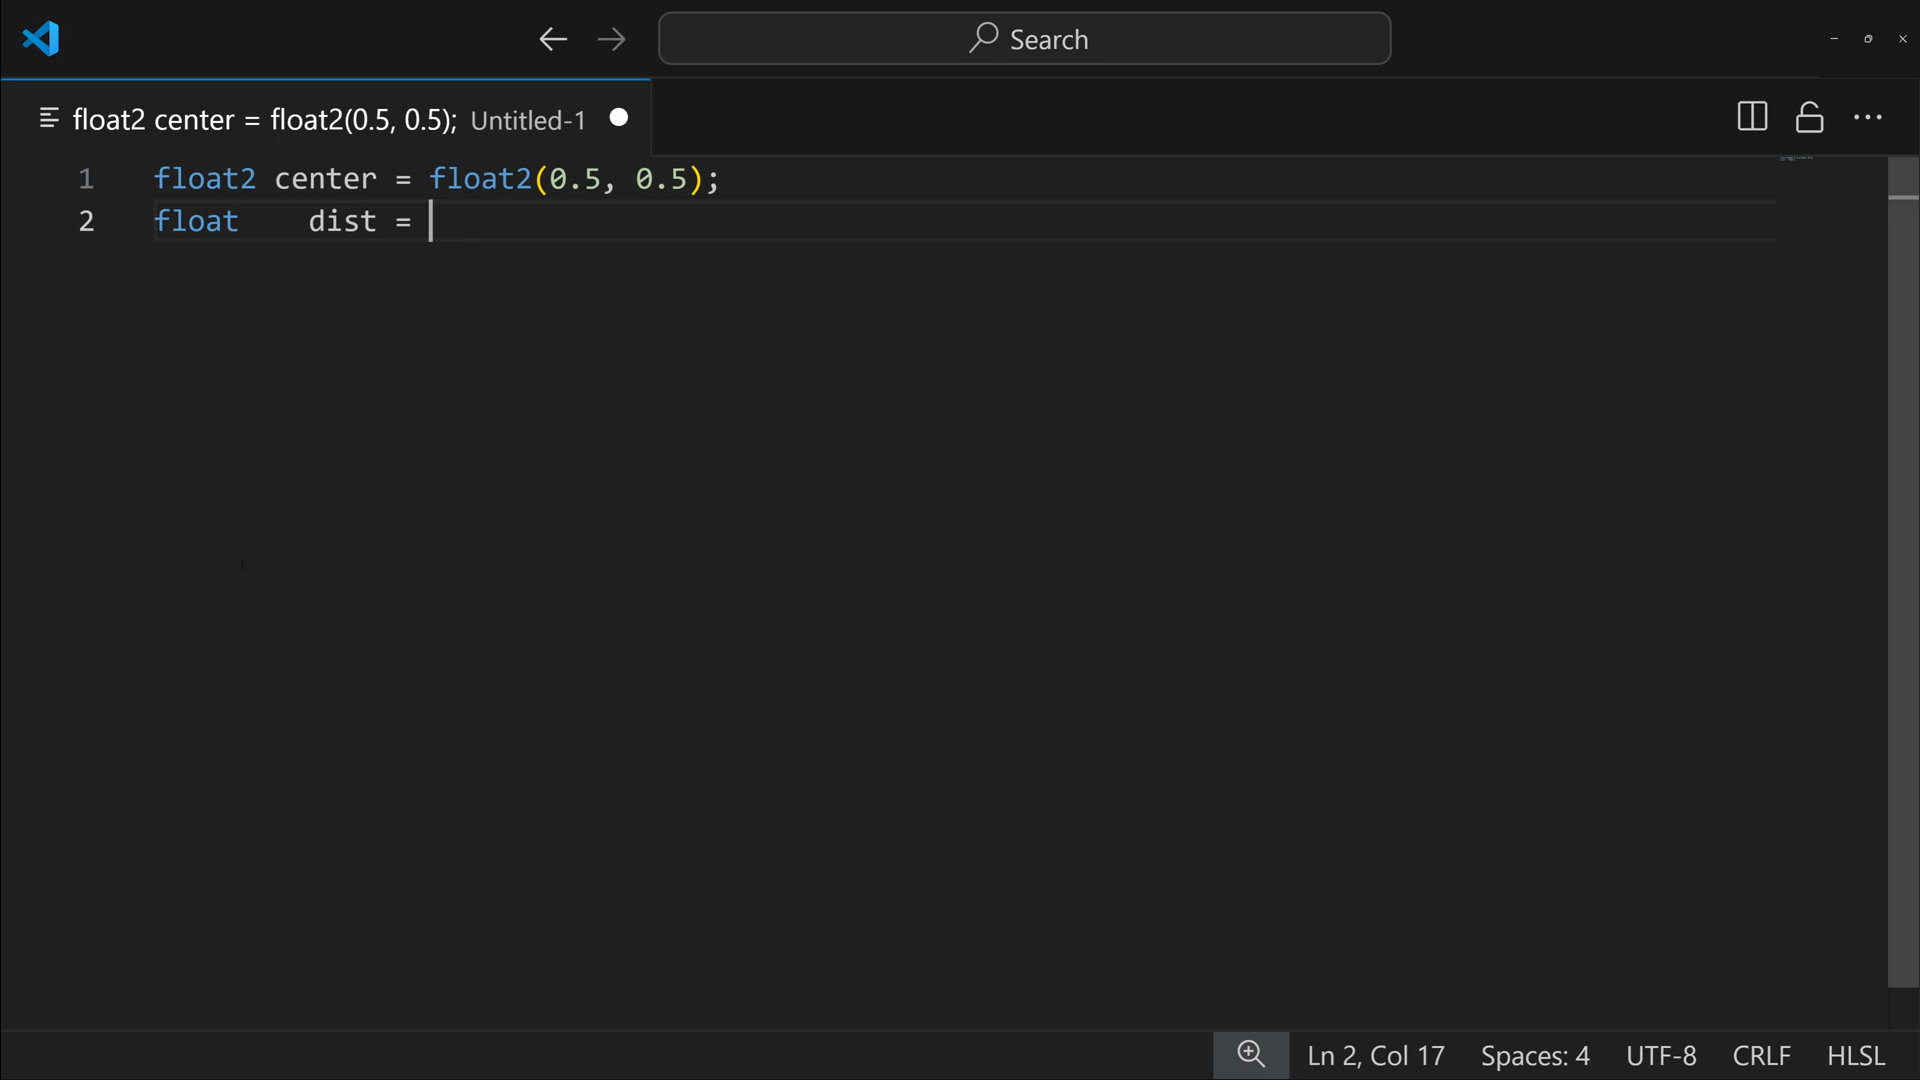 Search
float2 center = float2(0.5, 0.5); Untitled-1
1 float2 center = float2(0.5, 0.5);
2 float    dist =
Ln 2, Col 17 Spaces: 4 UTF-8 CRLF HLSL